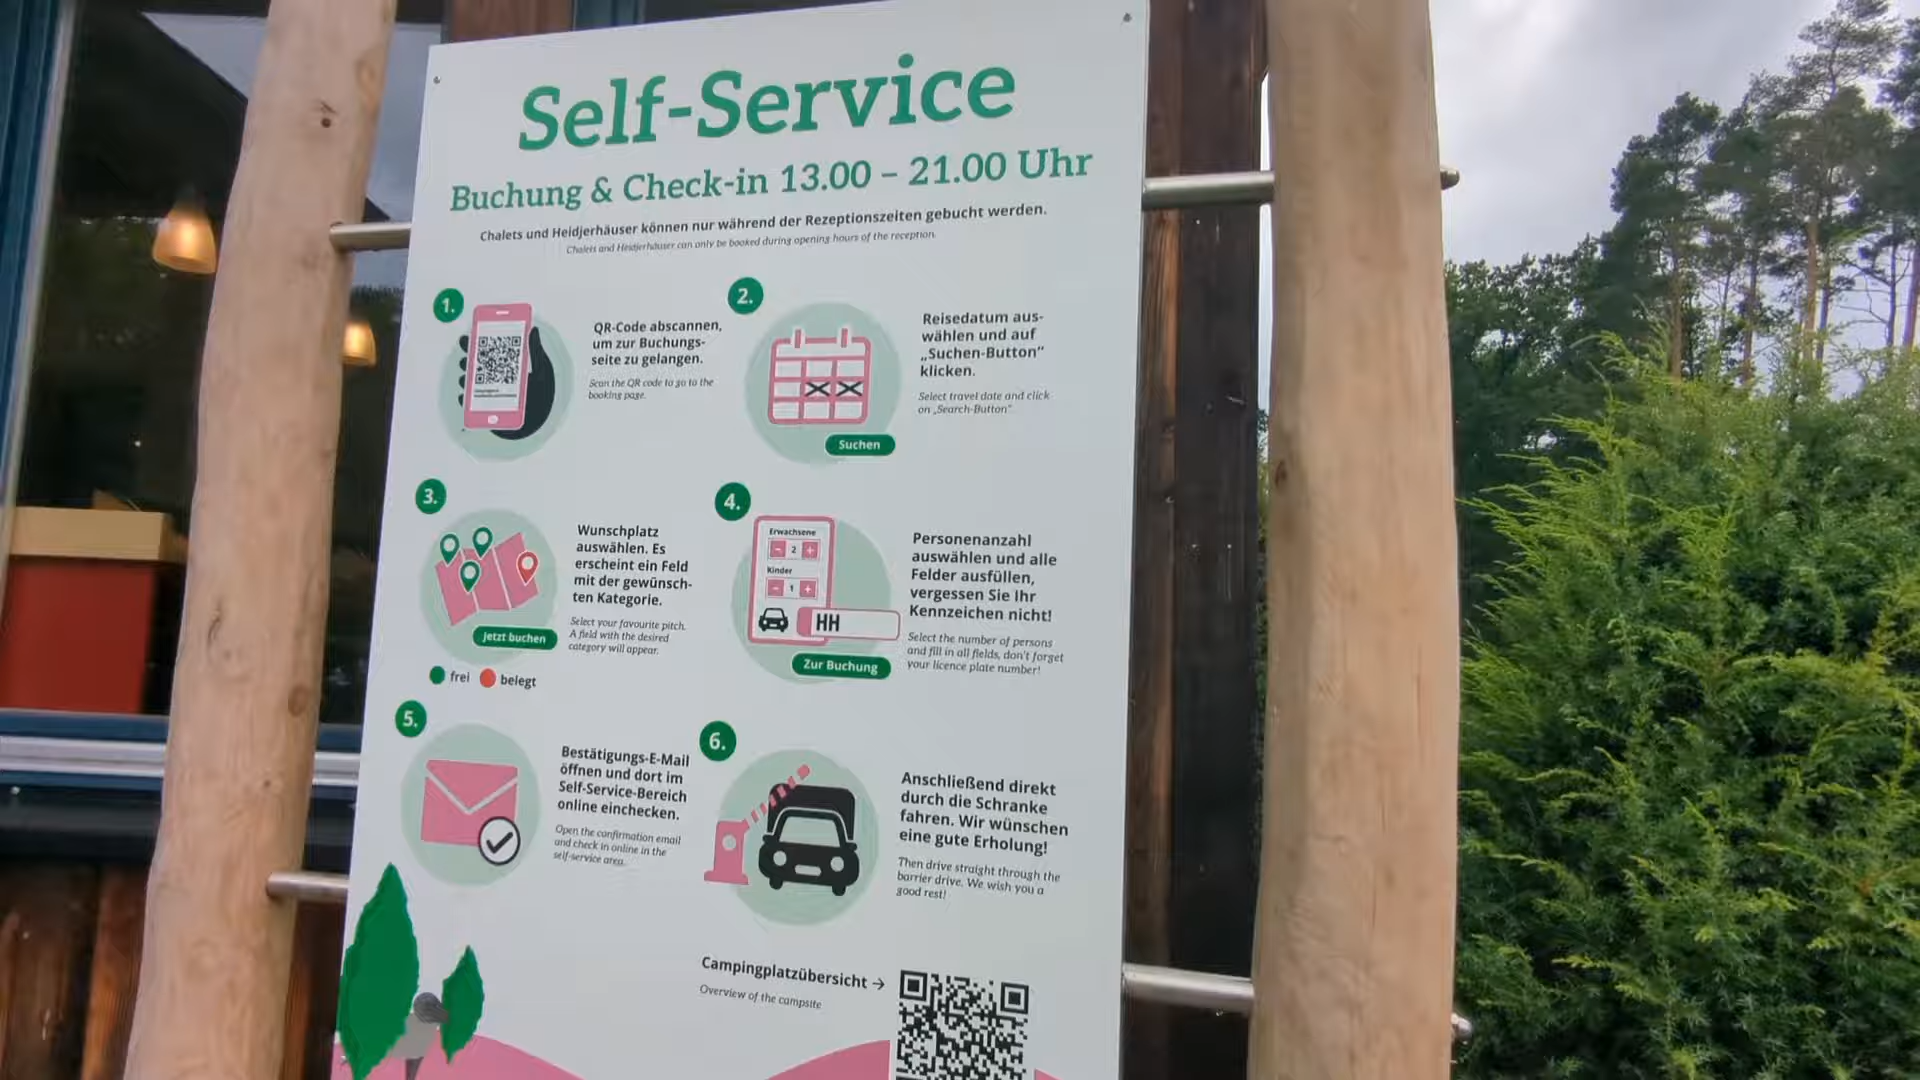 Self-Service
Buchung & Check-in 13.00 – 21.00 Uhr
Chalets und Heidjerhäuser können nur während der Rezeptionszeiten gebucht werden.
Chalets and Heidjerhäuser can only be booked during opening hours of the reception.
1.
QR-Code abscannen,
um zur Buchungs-
seite zu gelangen.
Scan the QR code to go to the
booking page.
2.
Reisedatum aus-
wählen und auf
„Suchen-Button“
klicken.
Select travel date and click
on „Search-Button“
Suchen
3.
Wunschplatz
auswählen. Es
erscheint ein Feld
mit der gewünsch-
ten Kategorie.
Select your favourite pitch.
A field with the desired
category will appear.
Jetzt buchen
frei belegt
4.
Erwachsene
- 2 +
Kinder
- 1 +
HH
Zur Buchung
Personenanzahl
auswählen und alle
Felder ausfüllen,
vergessen Sie Ihr
Kennzeichen nicht!
Select the number of persons
and fill in all fields, don't forget
your licence plate number!
5.
Bestätigungs-E-Mail
öffnen und dort im
Self-Service-Bereich
online einchecken.
Open the confirmation email
and check in online in the
self-service area.
6.
Anschließend direkt
durch die Schranke
fahren. Wir wünschen
eine gute Erholung!
Then drive straight through the
barrier drive. We wish you a
good rest!
Campingplatzübersicht →
Overview of the campsite